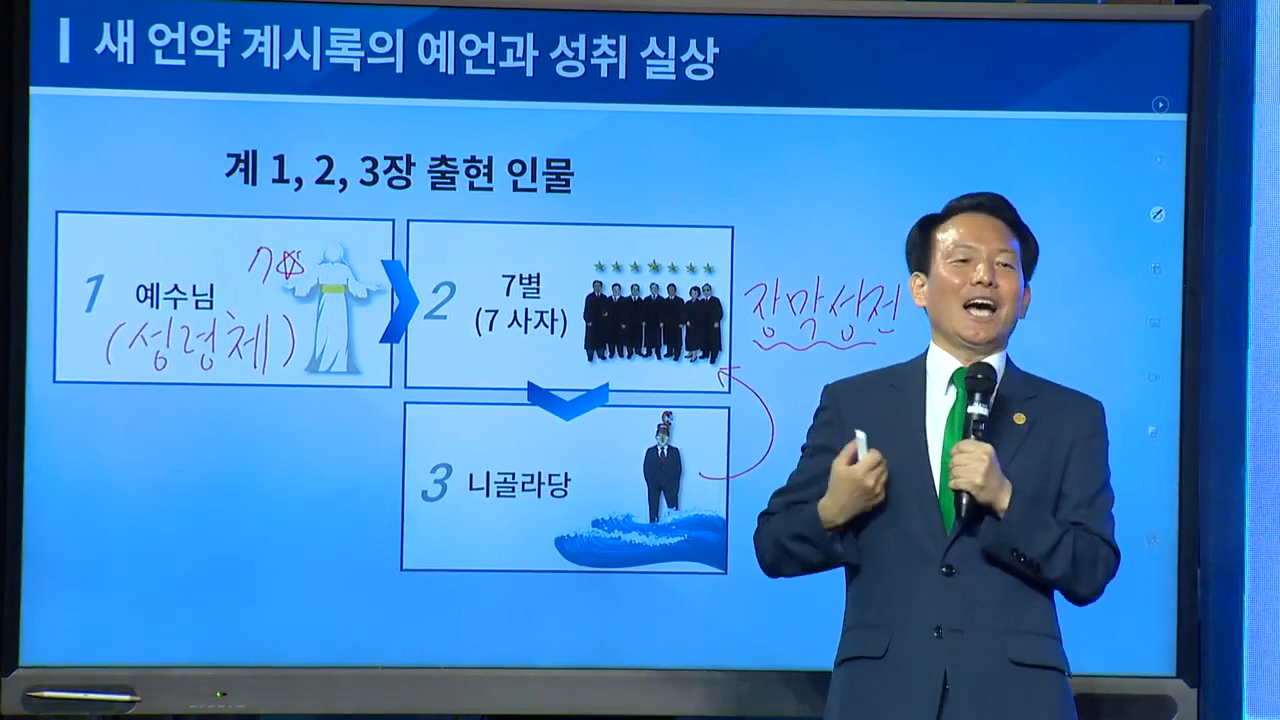 새 언약 계시록의 예언과 성취 실상
계 1, 2, 3장 출현 인물
1 예수님
7
(성령체)
2 7별
(7 사자)
장막성전
3 니골라당